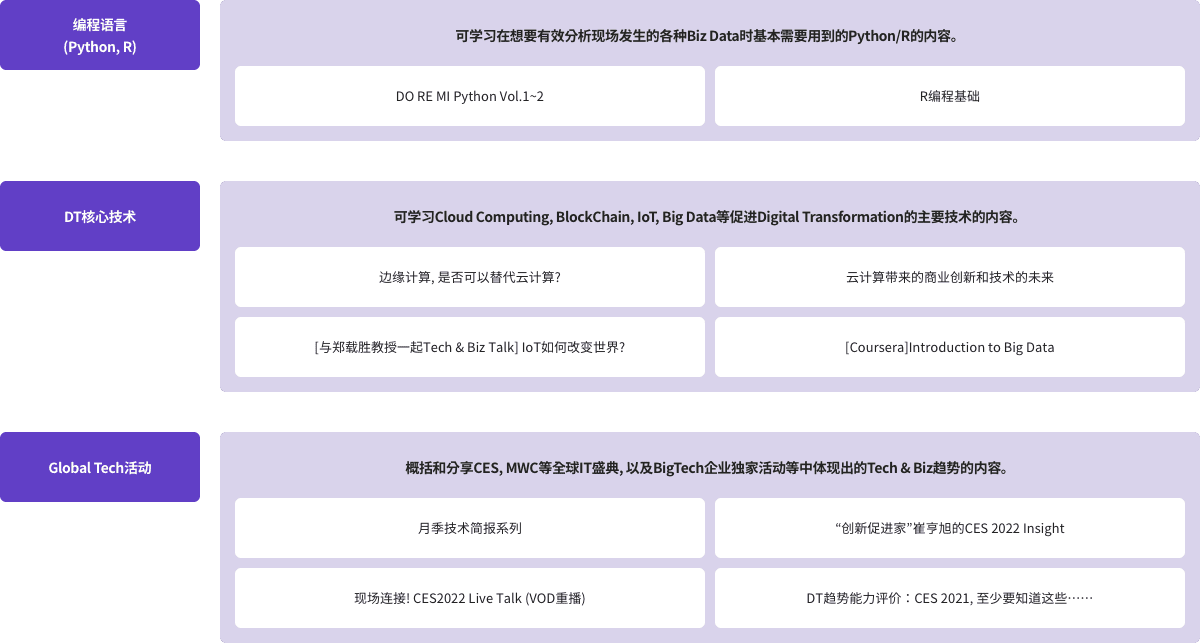 编程语言
(Python, R)
可学习在想要有效分析现场发生的各种Biz Data时基本需要用到的Python/R的内容。
DO RE MI Python Vol.1~2
R编程基础
DT核心技术
可学习Cloud Computing, BlockChain, IoT, Big Data等促进Digital Transformation的主要技术的内容。
边缘计算, 是否可以替代云计算?
云计算带来的商业创新和技术的未来
[与郑载胜教授一起Tech & Biz Talk] IoT如何改变世界?
[Coursera]Introduction to Big Data
Global Tech活动
概括和分享CES, MWC等全球IT盛典, 以及BigTech企业独家活动等中体现出的Tech & Biz趋势的内容。
月季技术简报系列
“创新促进家”崔亨旭的CES 2022 Insight
现场连接! CES2022 Live Talk (VOD重播)
DT趋势能力评价：CES 2021, 至少要知道这些……